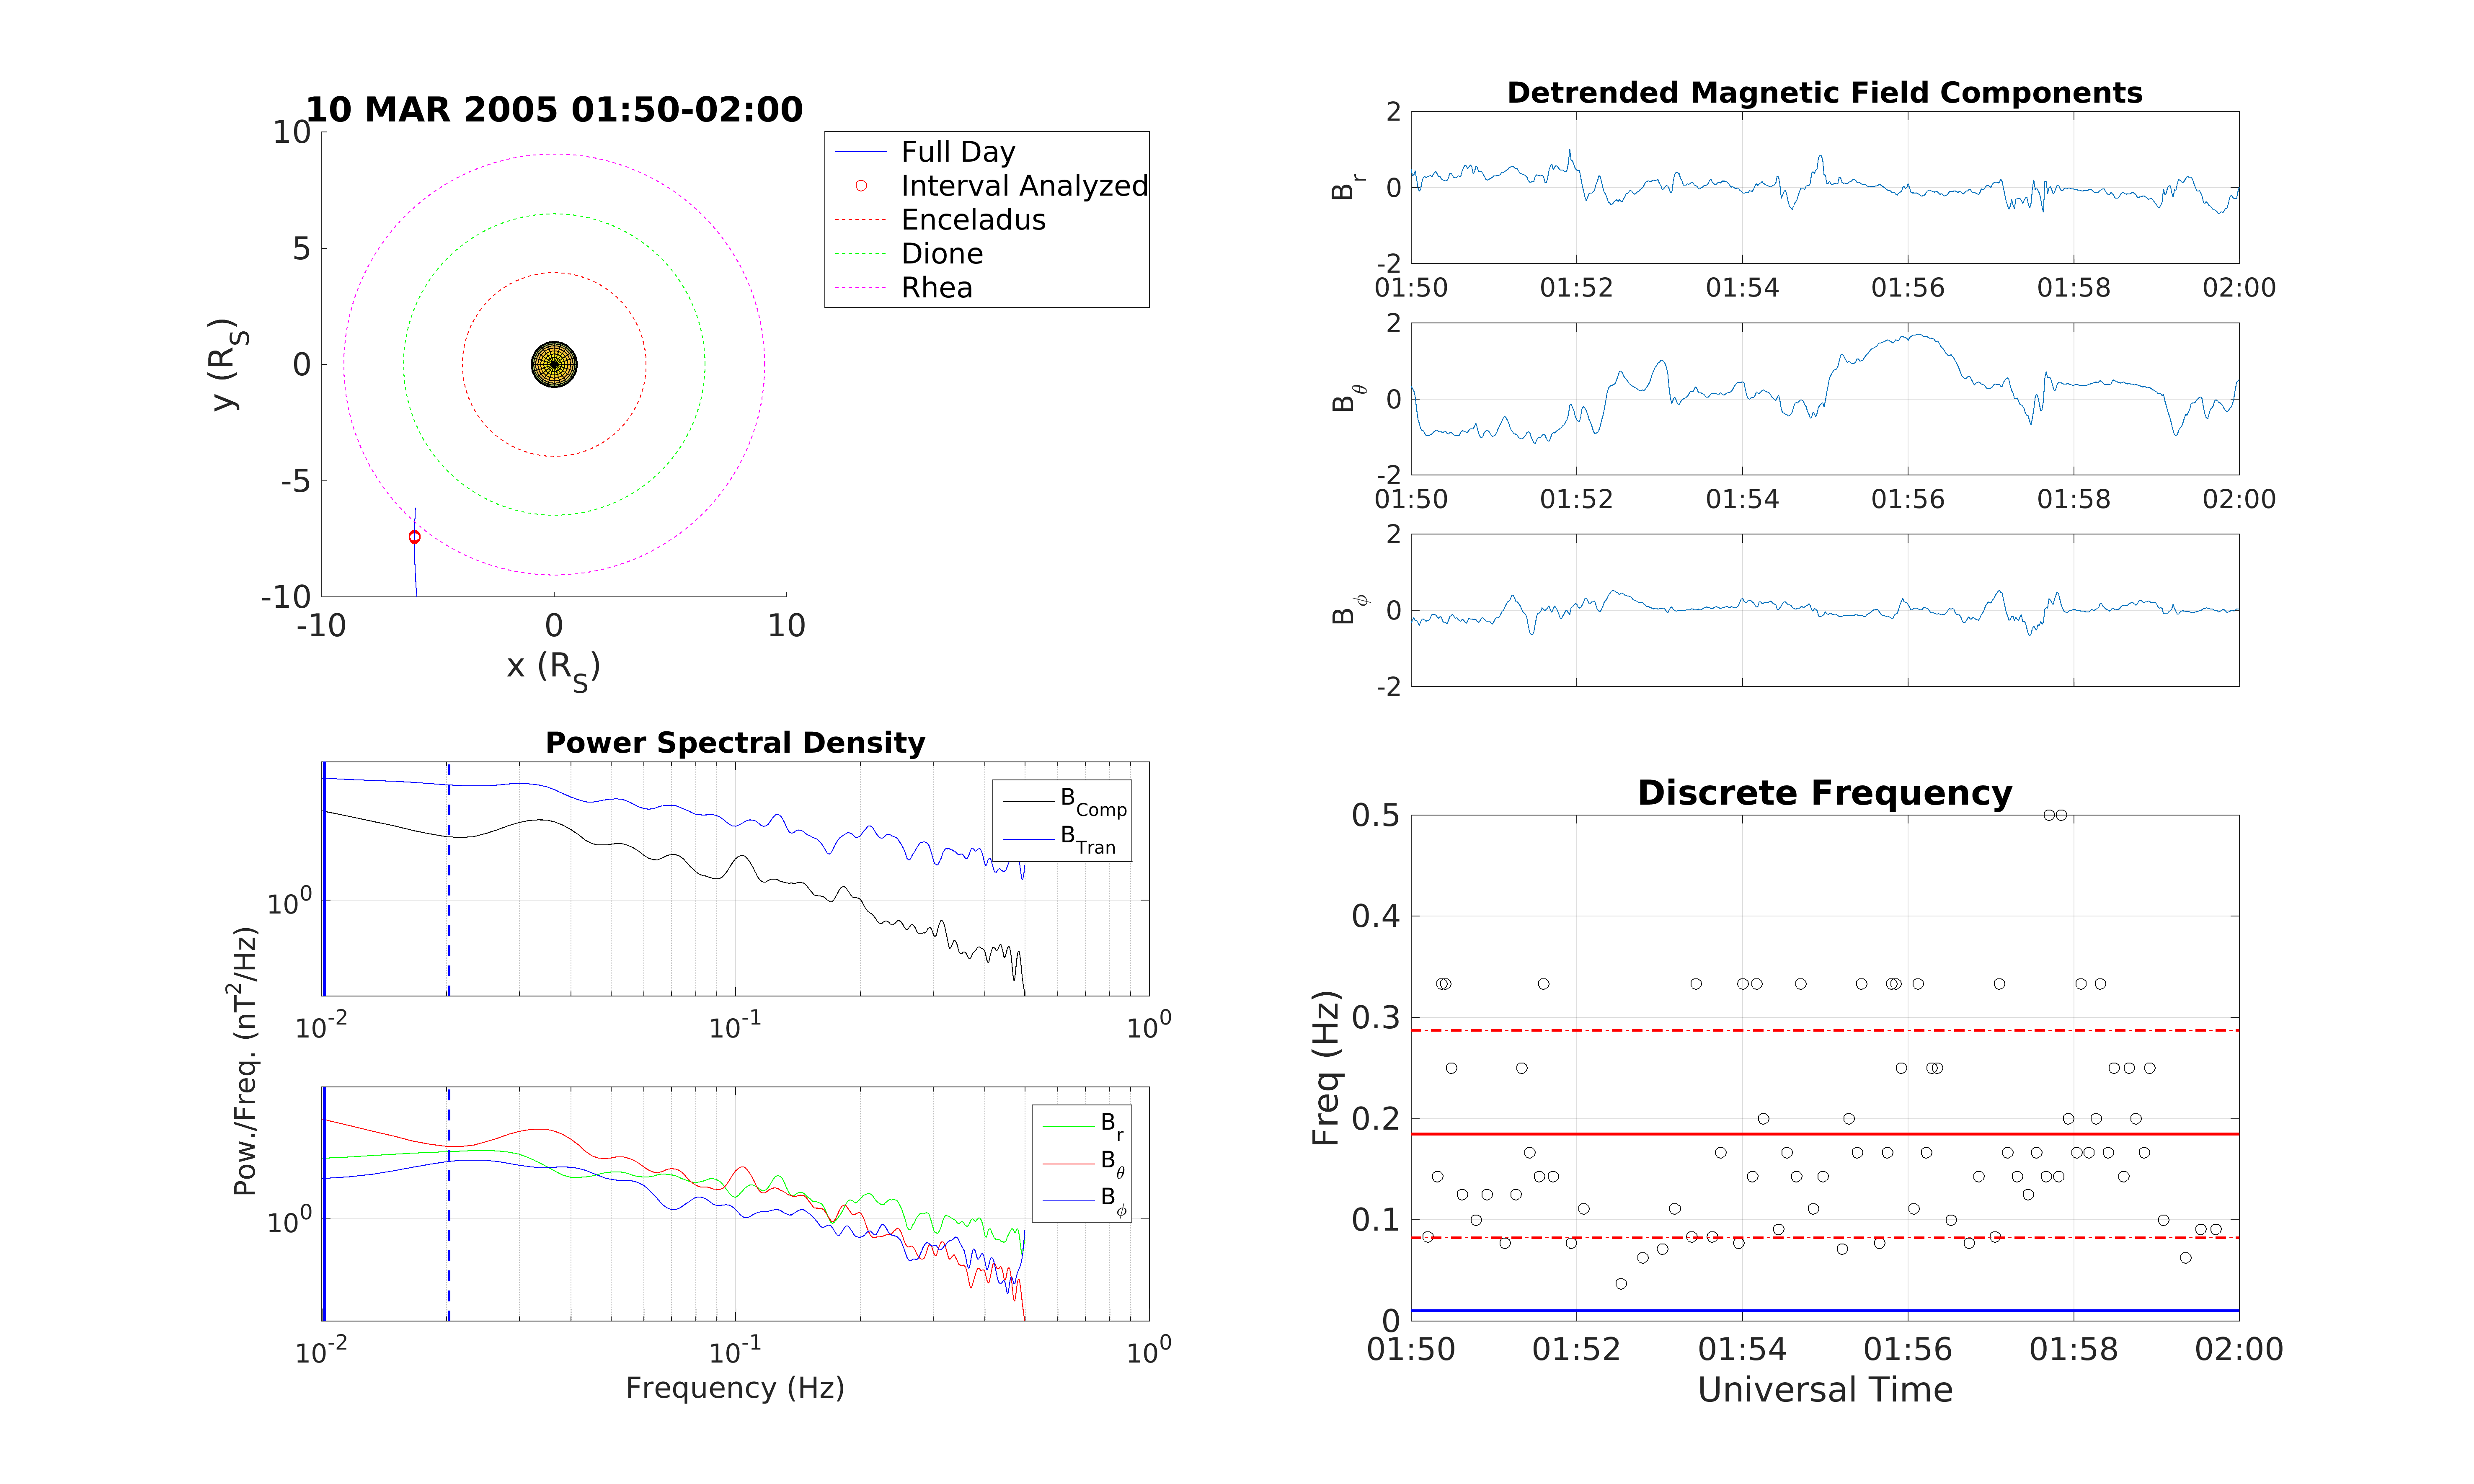 10 MAR 2005 01:50-02:00
10
5
0
-5
-10
-10 0 10
y (R_S)
x (R_S)
Full Day
Interval Analyzed
Enceladus
Dione
Rhea
Detrended Magnetic Field Components
2
0
-2
B_r
01:50 01:52 01:54 01:56 01:58 02:00
2
0
-2
B_θ
01:50 01:52 01:54 01:56 01:58 02:00
2
0
-2
B_ϕ
Power Spectral Density
B_Comp
B_Tran
10^0
10^-2 10^-1 10^0
Pow./Freq. (nT^2/Hz)
B_r
B_θ
B_ϕ
10^0
10^-2 10^-1 10^0
Frequency (Hz)
Discrete Frequency
0.5
0.4
0.3
0.2
0.1
0
Freq (Hz)
01:50 01:52 01:54 01:56 01:58 02:00
Universal Time